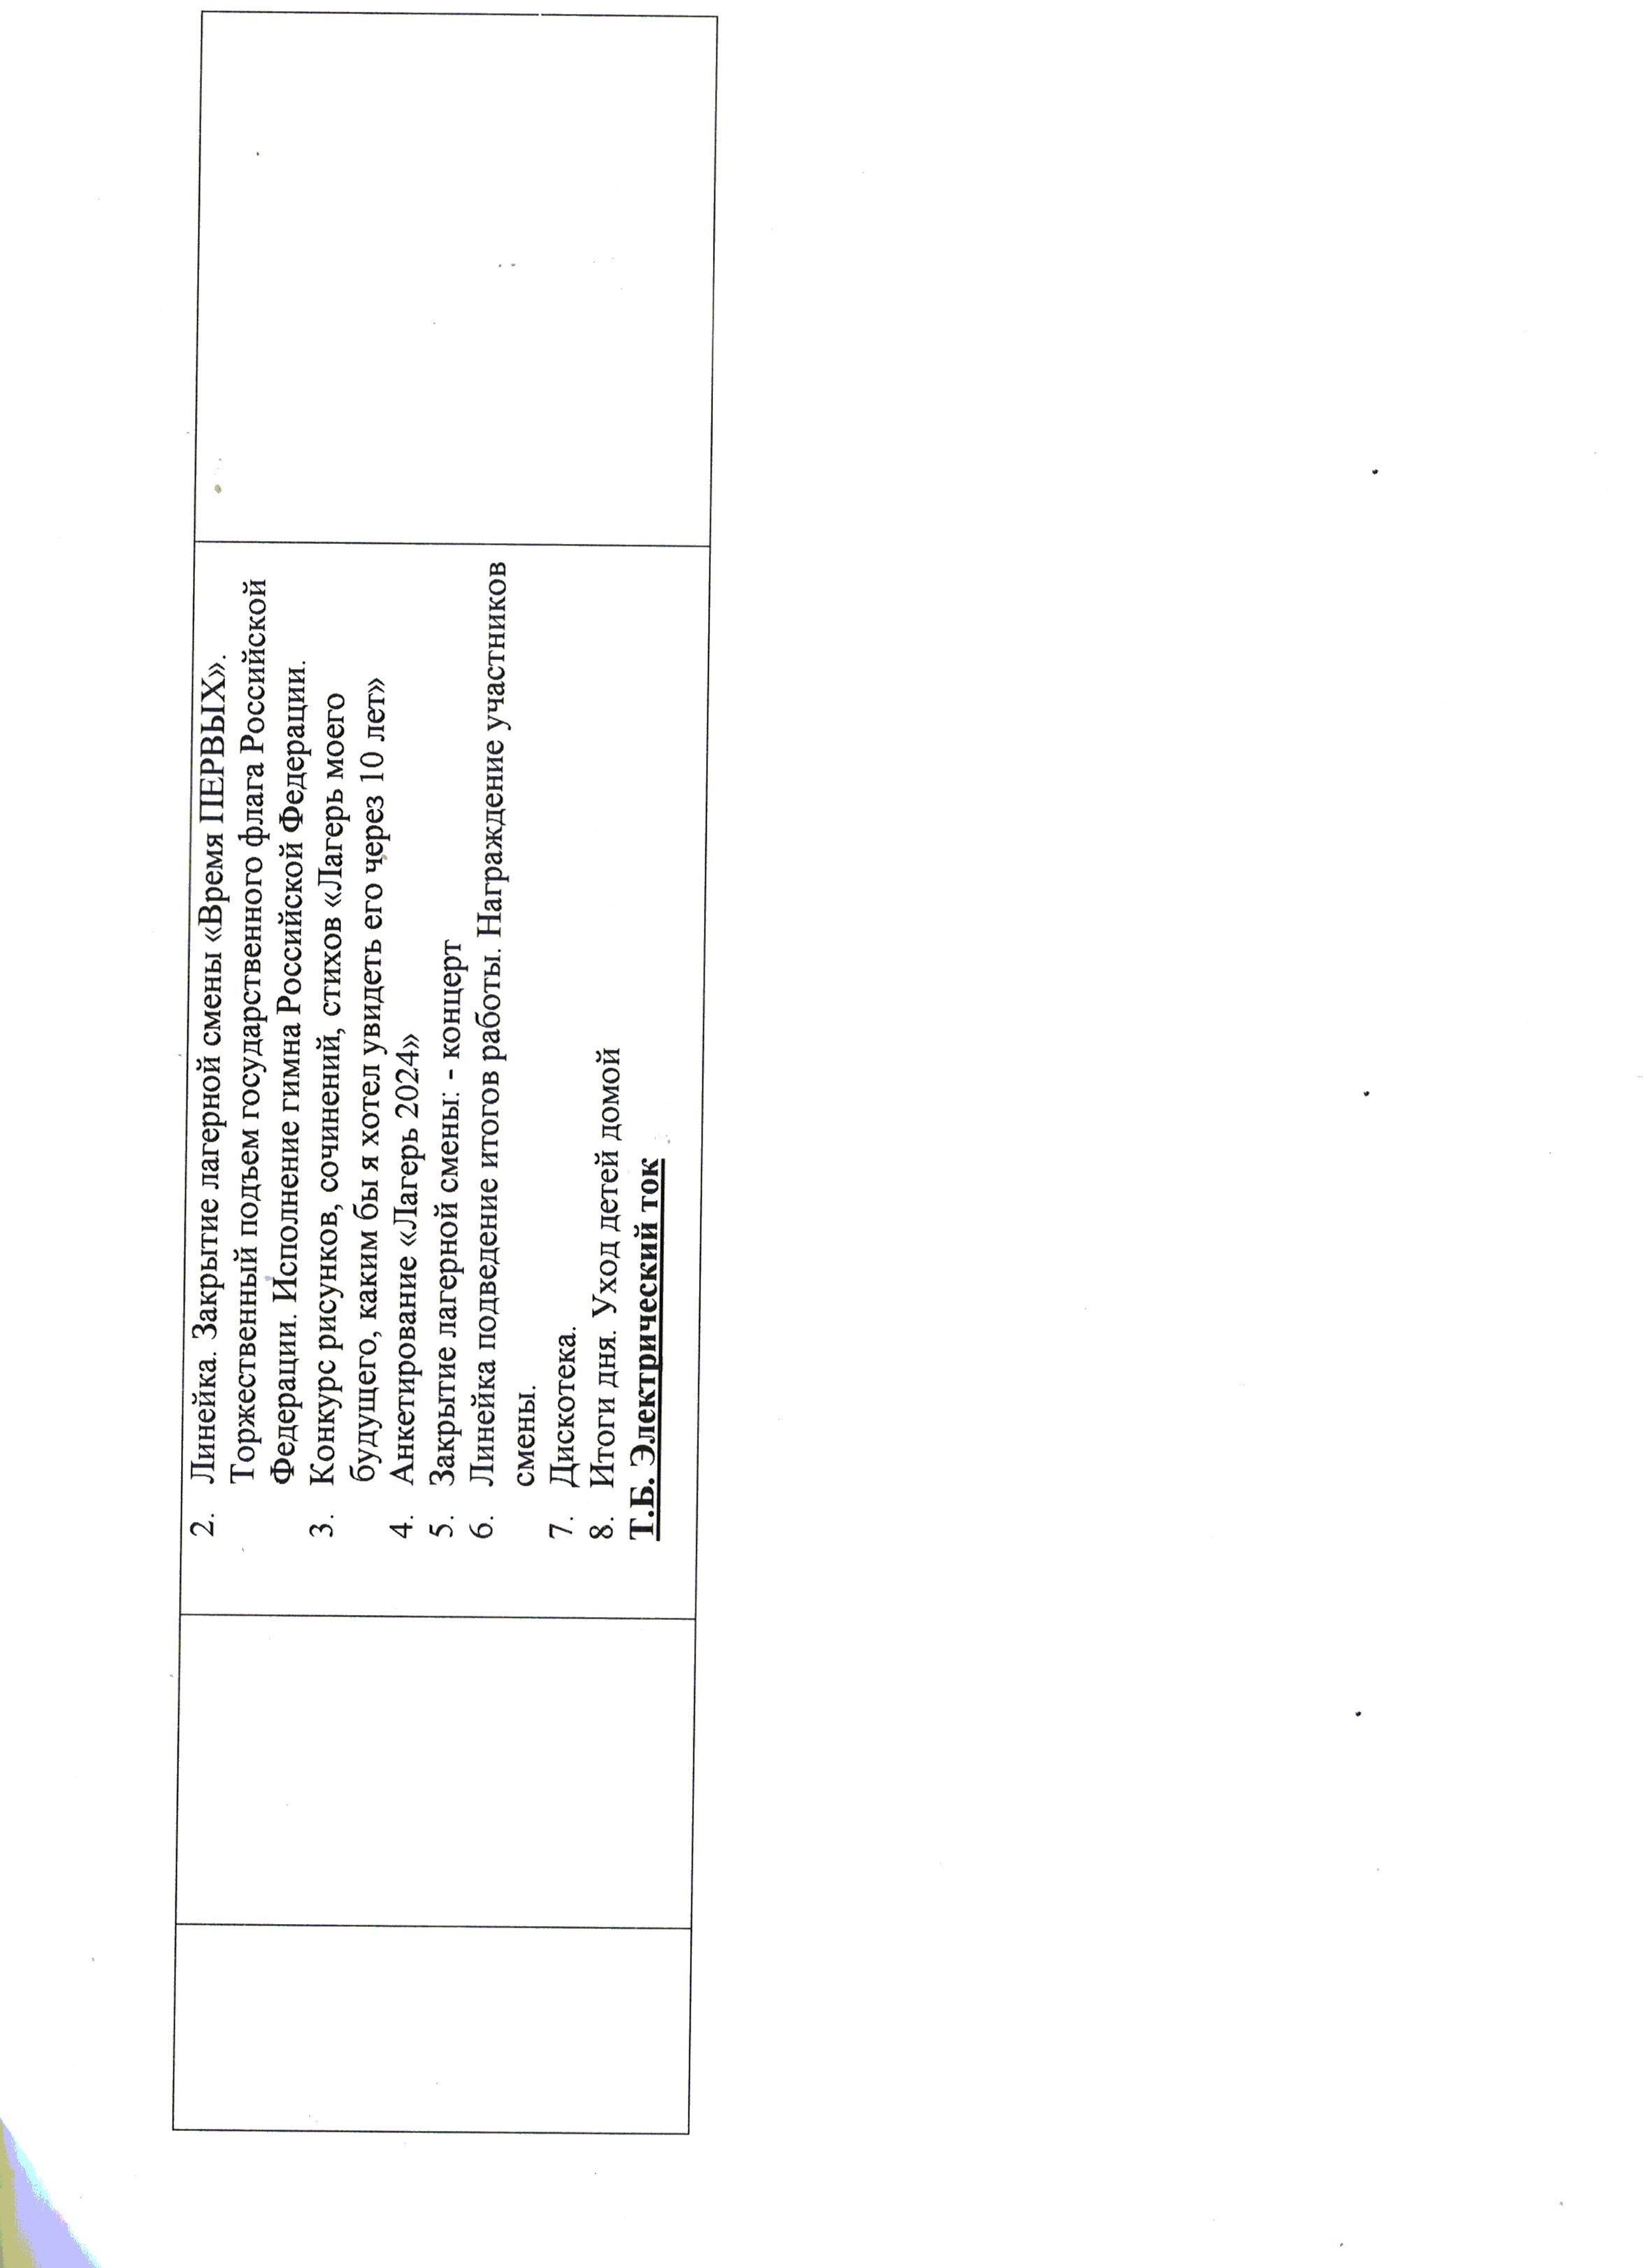 2. Линейка. Закрытие лагерной смены «Время ПЕРВЫХ».
Торжественный подъем государственного флага Российской
Федерации. Исполнение гимна Российской Федерации.
3. Конкурс рисунков, сочинений, стихов «Лагерь моего
будущего, каким бы я хотел увидеть его через 10 лет»
4. Анкетирование «Лагерь 2024»
5. Закрытие лагерной смены: - концерт
6. Линейка подведение итогов работы. Награждение участников
смены.
7. Дискотека.
8. Итоги дня. Уход детей домой
Т.Б. Электрический ток